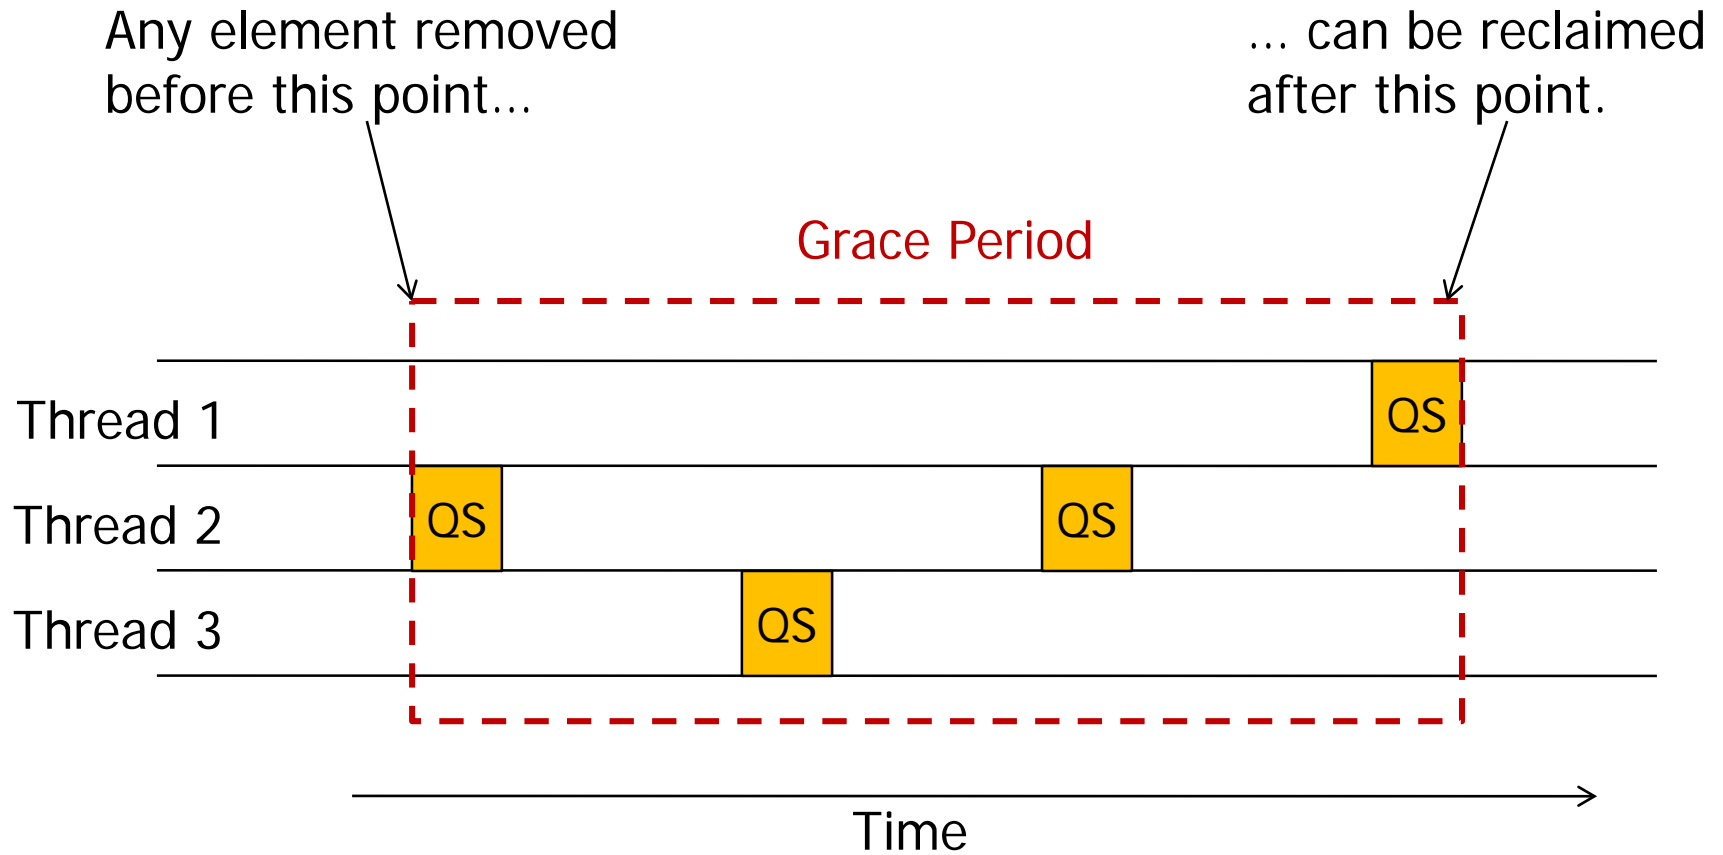 Any element removed
before this point...
... can be reclaimed
after this point.
Grace Period
Thread 1
QS
Thread 2
QS
QS
Thread 3
QS
Time